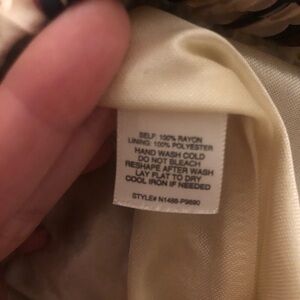 SELF: 100% RAYON
LINING: 100% POLYESTER
HAND WASH COLD
DO NOT BLEACH
RESHAPE AFTER WASH
LAY FLAT TO DRY
COOL IRON IF NEEDED
STYLE# N1486-P9890